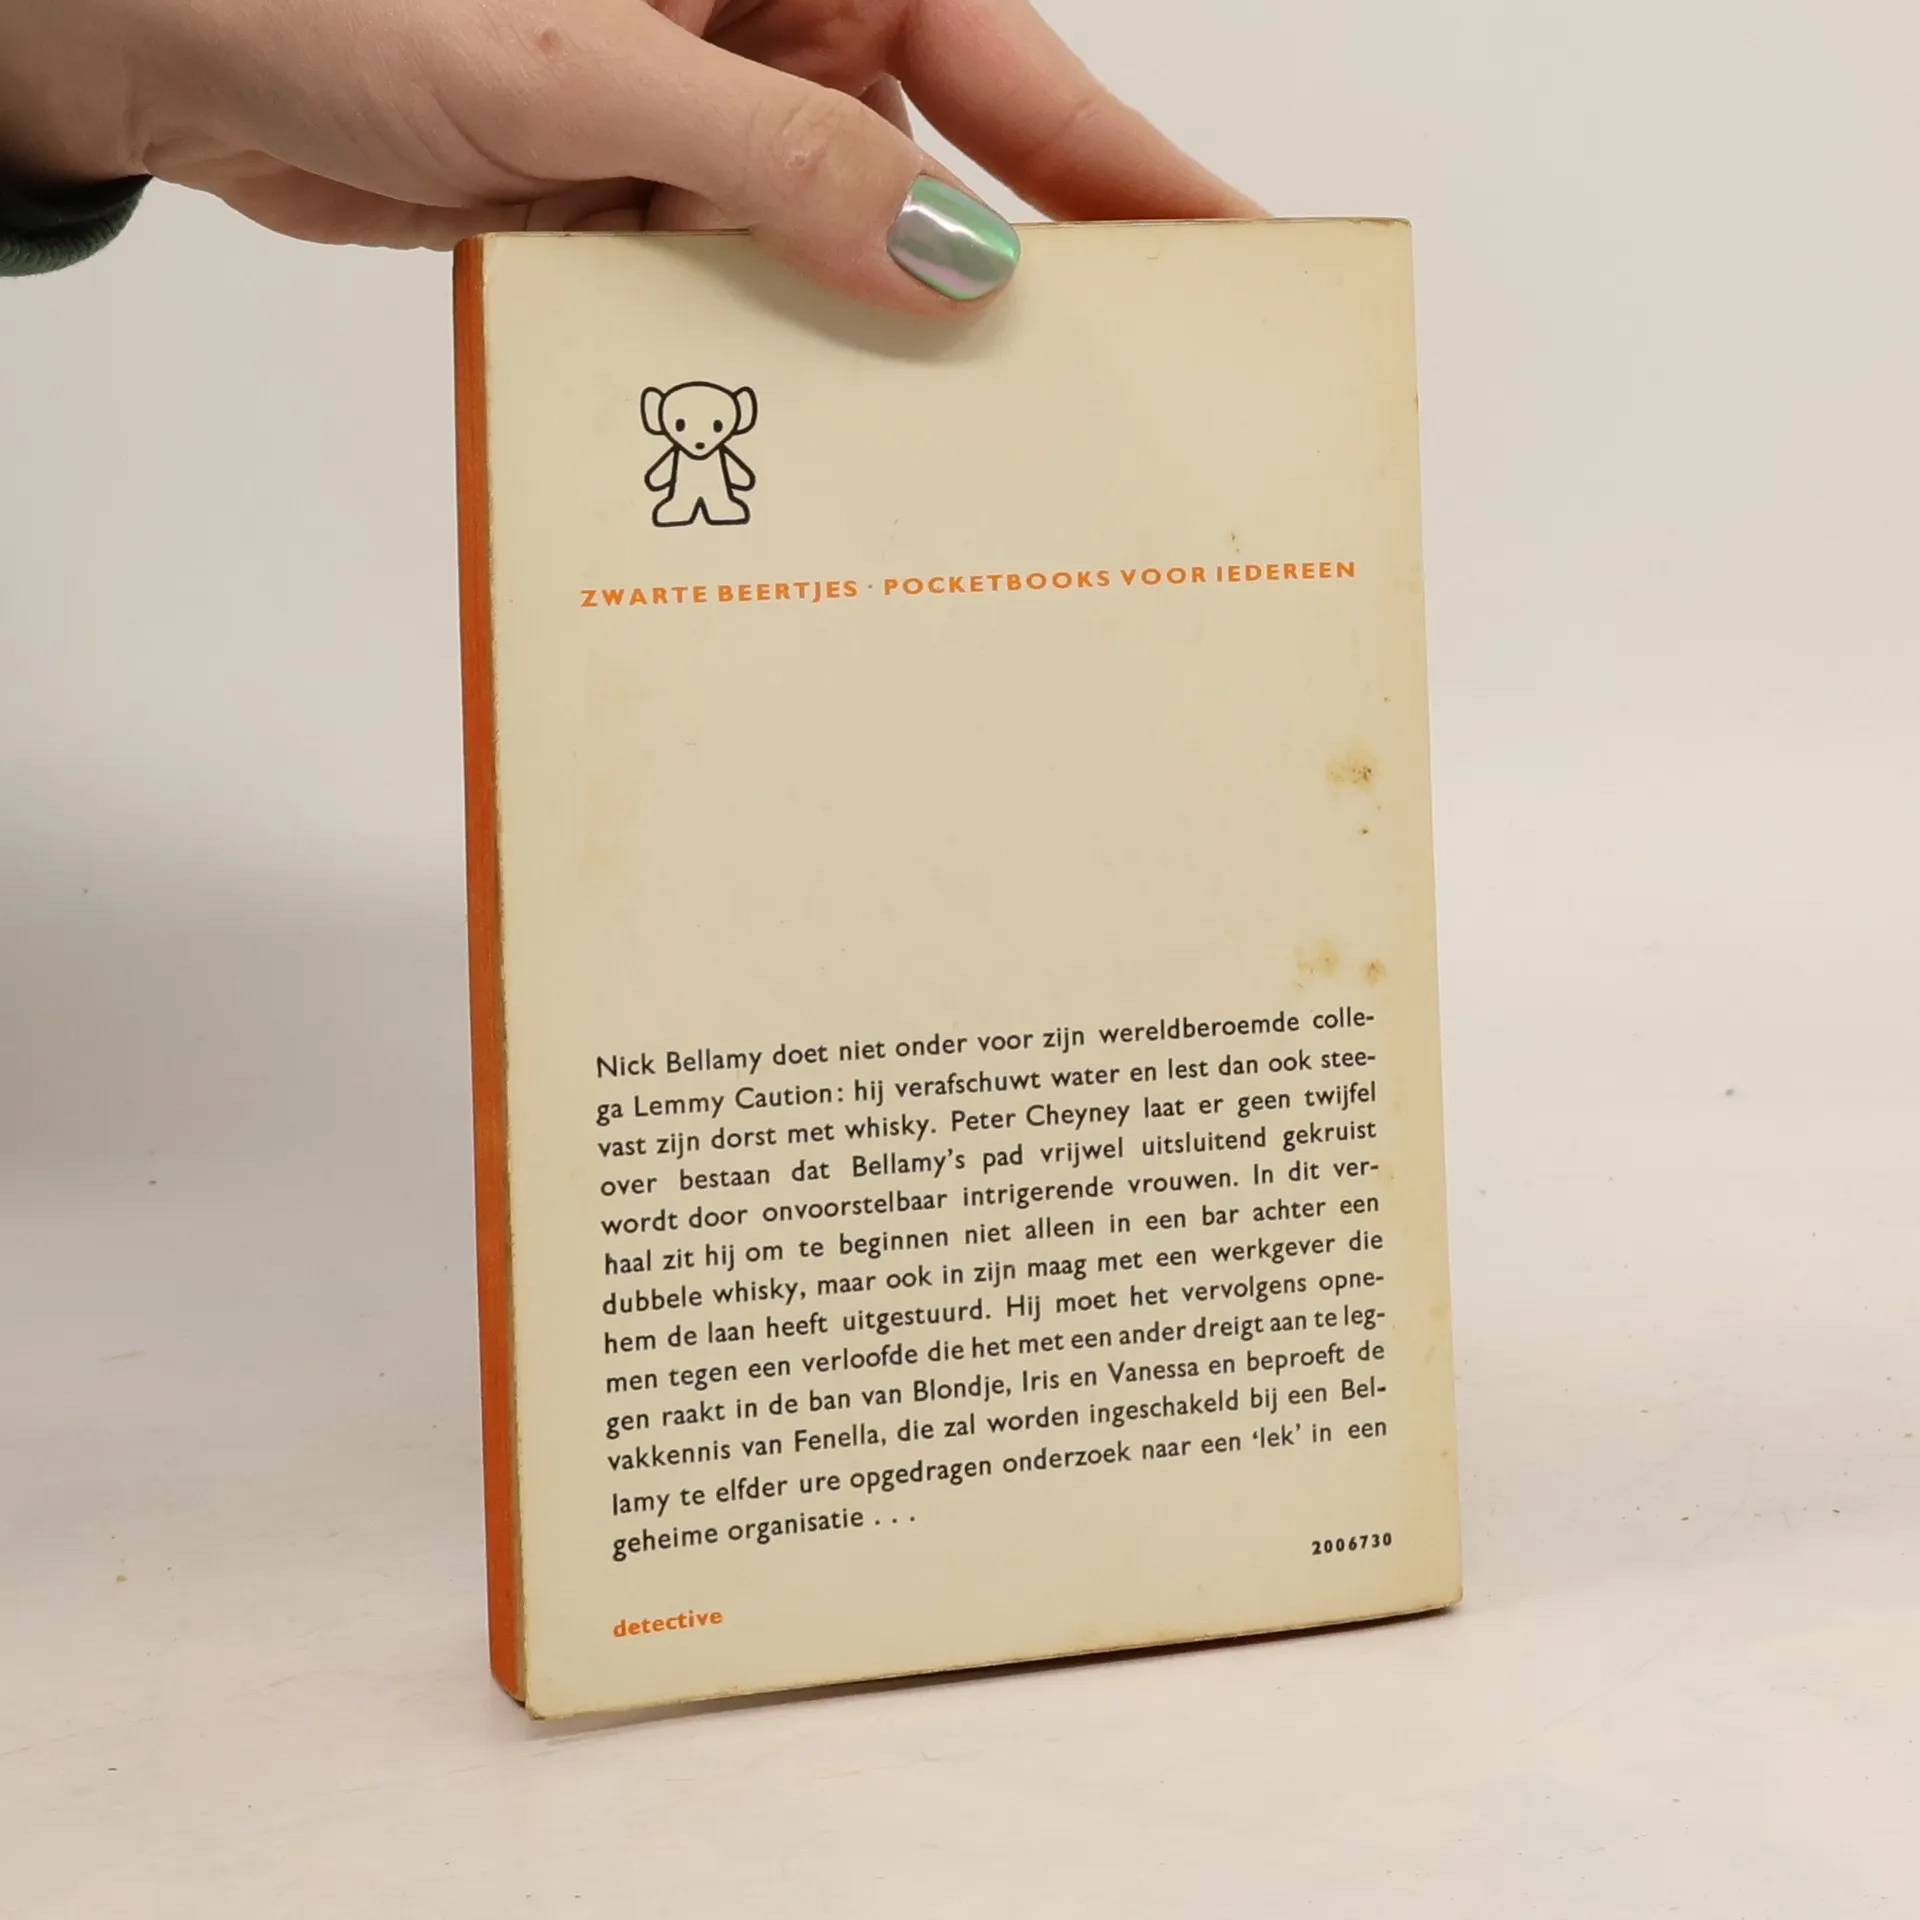 ZWARTE BEERTJES · POCKETBOOKS VOOR IEDEREEN
Nick Bellamy doet niet onder voor zijn wereldberoemde colle-
ga Lemmy Caution: hij verafschuwt water en lest dan ook stee-
vast zijn dorst met whisky. Peter Cheyney laat er geen twijfel
over bestaan dat Bellamy's pad vrijwel uitsluitend gekruist
wordt door onvoorstelbaar intrigerende vrouwen. In dit ver-
haal zit hij om te beginnen niet alleen in een bar achter een
dubbele whisky, maar ook in zijn maag met een werkgever die
hem de laan heeft uitgestuurd. Hij moet het vervolgens opne-
men tegen een verloofde die het met een ander dreigt aan te leg-
gen raakt in de ban van Blondje, Iris en Vanessa en beproeft de
vakkennis van Fenella, die zal worden ingeschakeld bij een Bel-
lamy te elfder ure opgedragen onderzoek naar een ‘lek’ in een
geheime organisatie . . .
2006730
detective